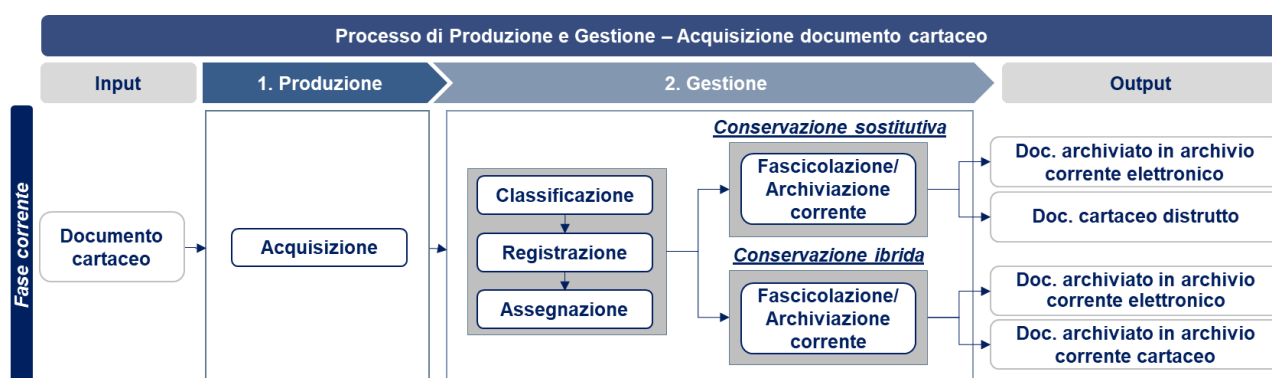 Processo di Produzione e Gestione – Acquisizione documento cartaceo
Input
1. Produzione
2. Gestione
Output
Fase corrente
Documento
cartaceo
Acquisizione
Classificazione
Registrazione
Assegnazione
Conservazione sostitutiva
Fascicolazione/
Archiviazione
corrente
Conservazione ibrida
Fascicolazione/
Archiviazione
corrente
Doc. archiviato in archivio
corrente elettronico
Doc. cartaceo distrutto
Doc. archiviato in archivio
corrente elettronico
Doc. archiviato in archivio
corrente cartaceo